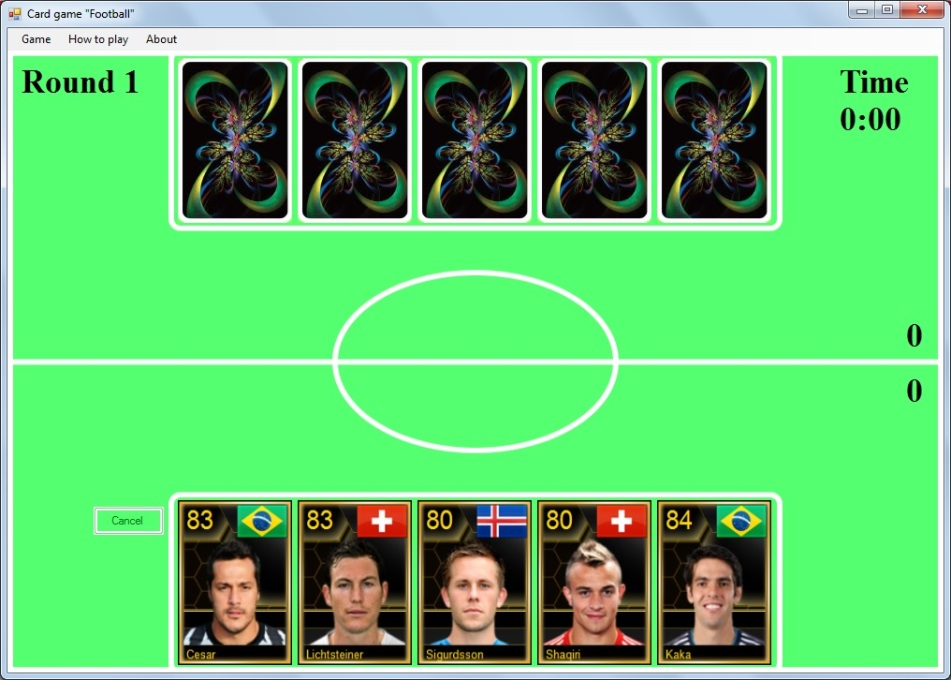 Card game "Football"
Game How to play About
Round 1
Time
0:00
0
0
Cancel
83 83 80 80 84
Cesar Lichtsteiner Sigurdsson Shaqiri Kaka